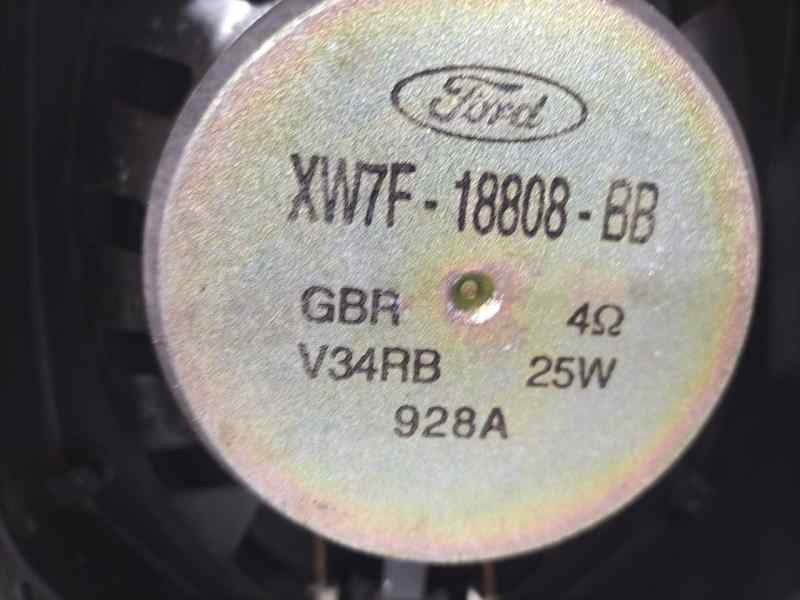 Ford
XW7F-18808-BB
GBR 4Ω
V34RB 25W
928A